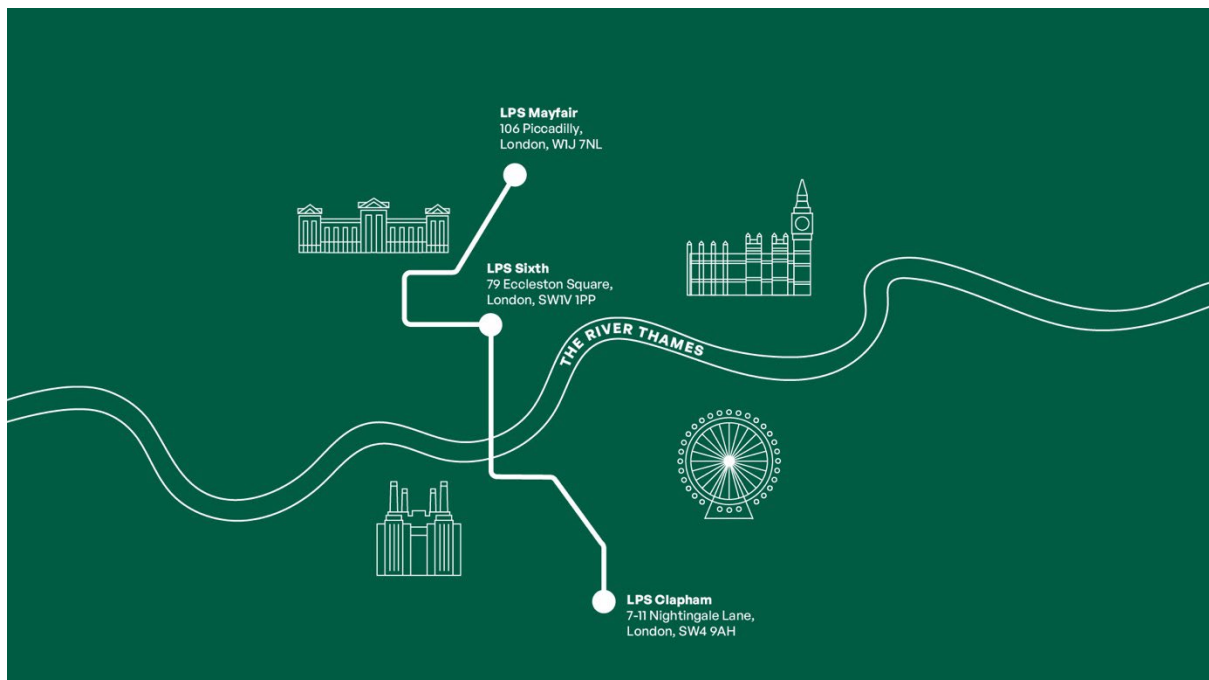 LPS Mayfair
106 Piccadilly,
London, W1J 7NL
LPS Sixth
79 Eccleston Square,
London, SW1V 1PP
THE RIVER THAMES
LPS Clapham
7-11 Nightingale Lane,
London, SW4 9AH